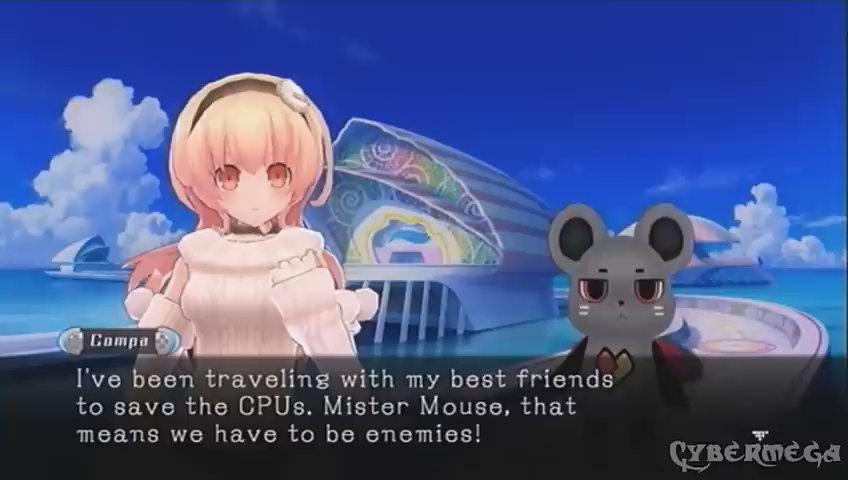 Compa
I've been traveling with my best friends
to save the CPUs. Mister Mouse, that
means we have to be enemies!
CYBERMEGA